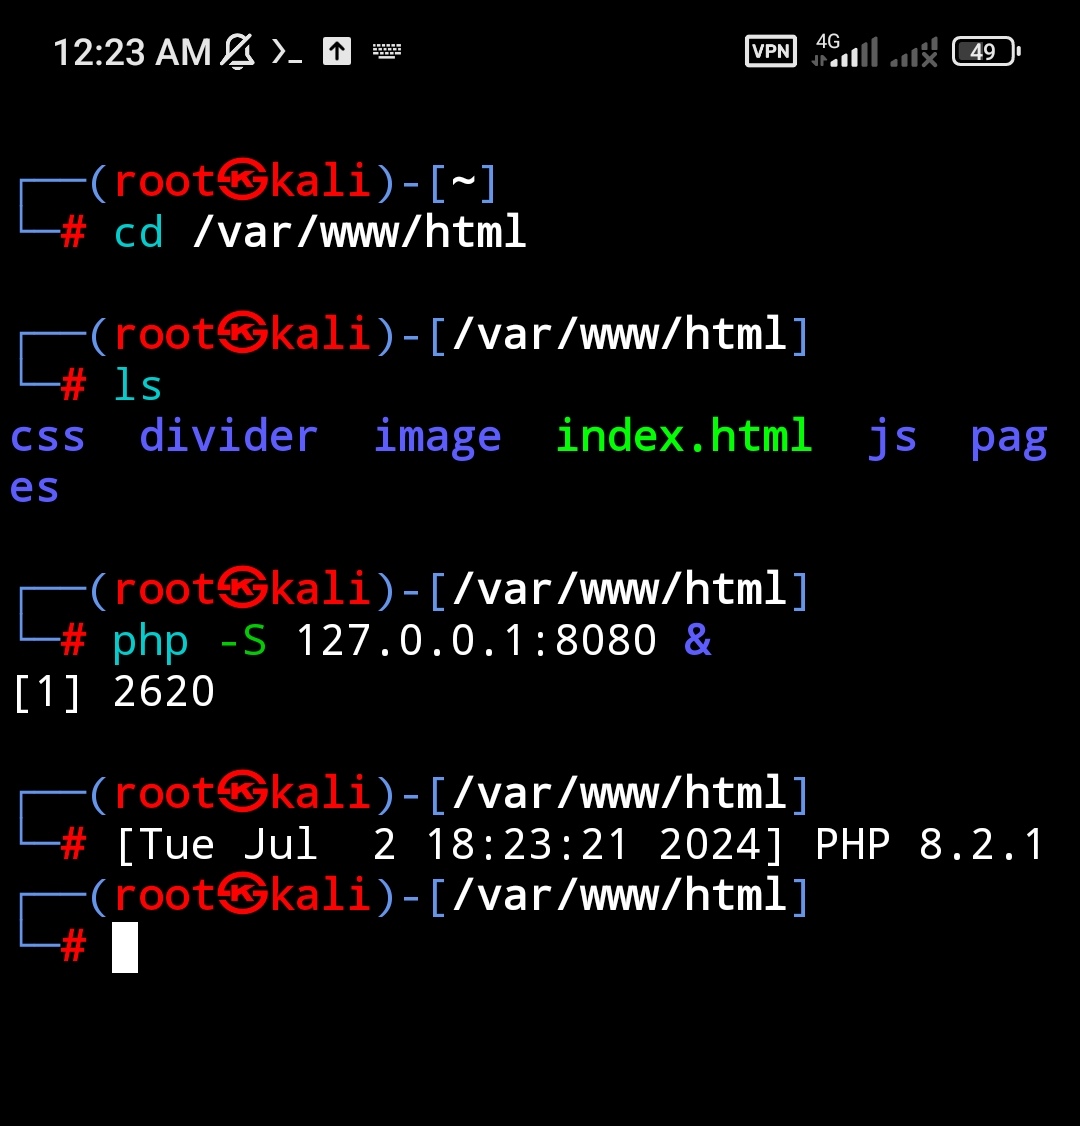 12:23 AM >_ VPN 4G 49
┌──(root㉿kali)-[~]
└─# cd /var/www/html
┌──(root㉿kali)-[/var/www/html]
└─# ls
css divider image index.html js pag
es
┌──(root㉿kali)-[/var/www/html]
└─# php -S 127.0.0.1:8080 &
[1] 2620
┌──(root㉿kali)-[/var/www/html]
└─# [Tue Jul  2 18:23:21 2024] PHP 8.2.1
┌──(root㉿kali)-[/var/www/html]
└─#